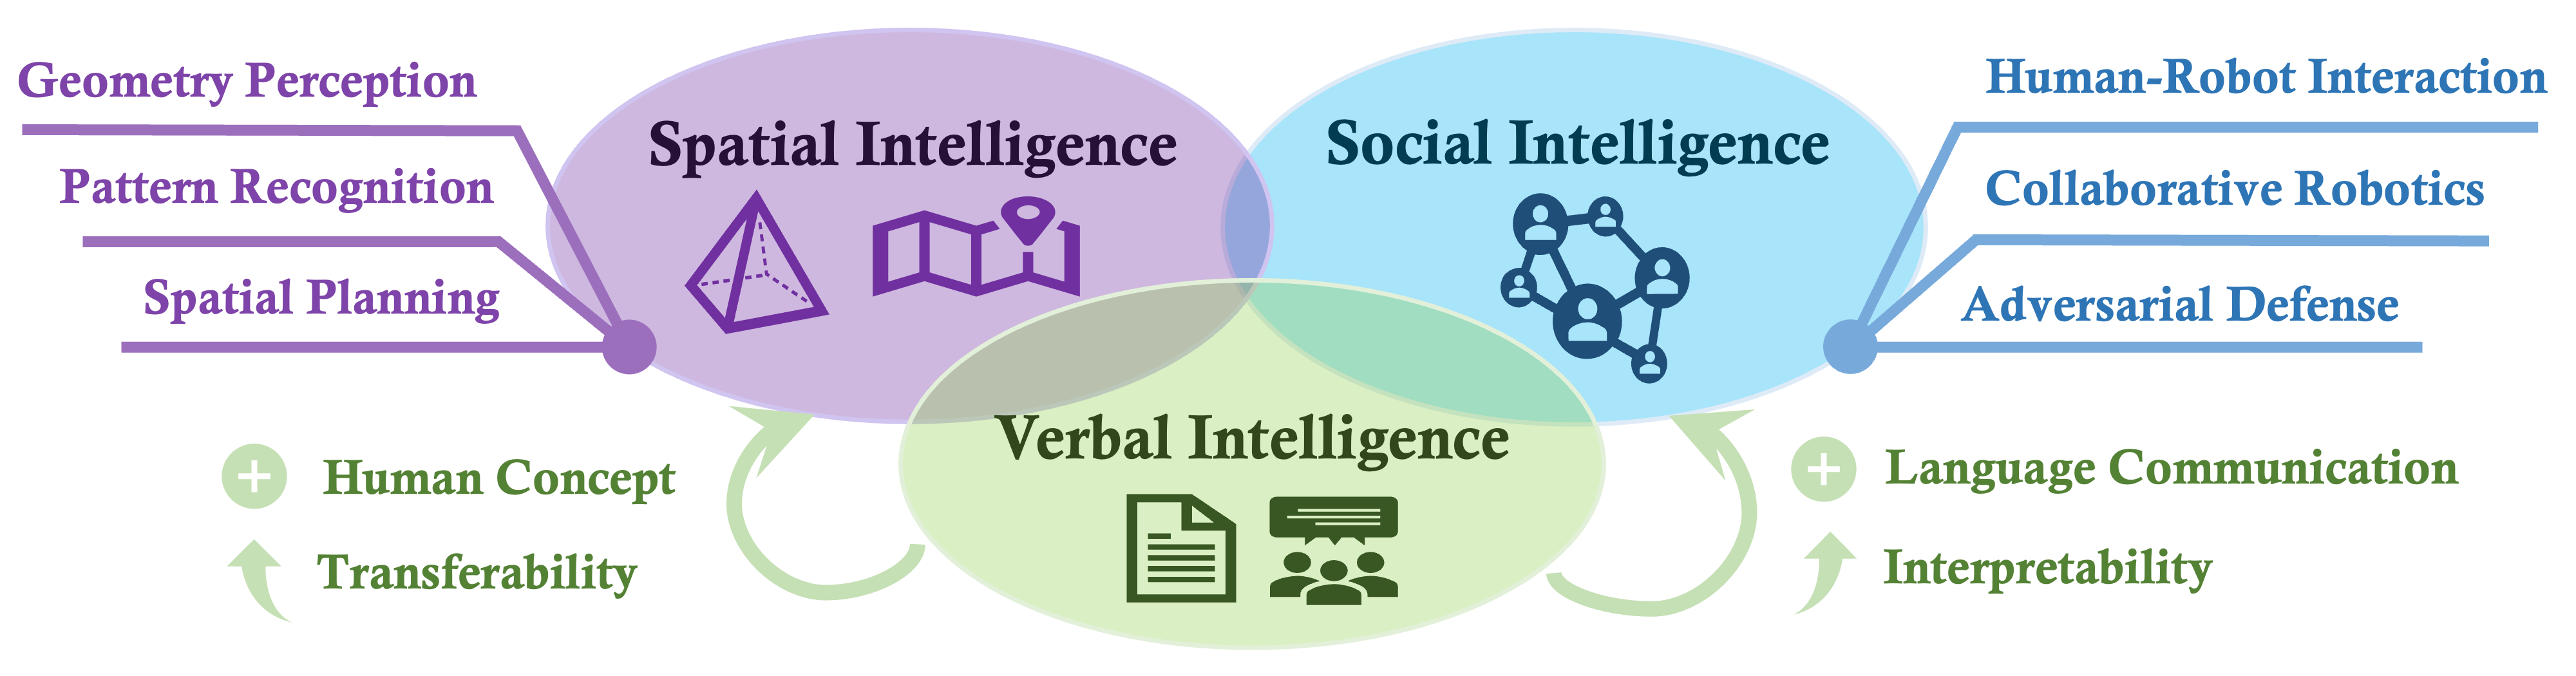 Geometry Perception
Pattern Recognition
Spatial Planning
Spatial Intelligence
Social Intelligence
Human-Robot Interaction
Collaborative Robotics
Adversarial Defense
Verbal Intelligence
+ Human Concept
Transferability
+ Language Communication
Interpretability